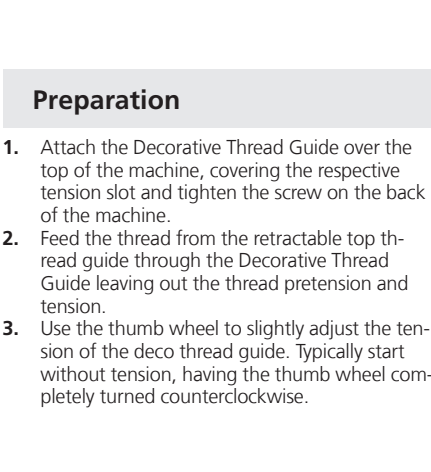 Preparation
1. Attach the Decorative Thread Guide over the
top of the machine, covering the respective
tension slot and tighten the screw on the back
of the machine.
2. Feed the thread from the retractable top th-
read guide through the Decorative Thread
Guide leaving out the thread pretension and
tension.
3. Use the thumb wheel to slightly adjust the ten-
sion of the deco thread guide. Typically start
without tension, having the thumb wheel com-
pletely turned counterclockwise.